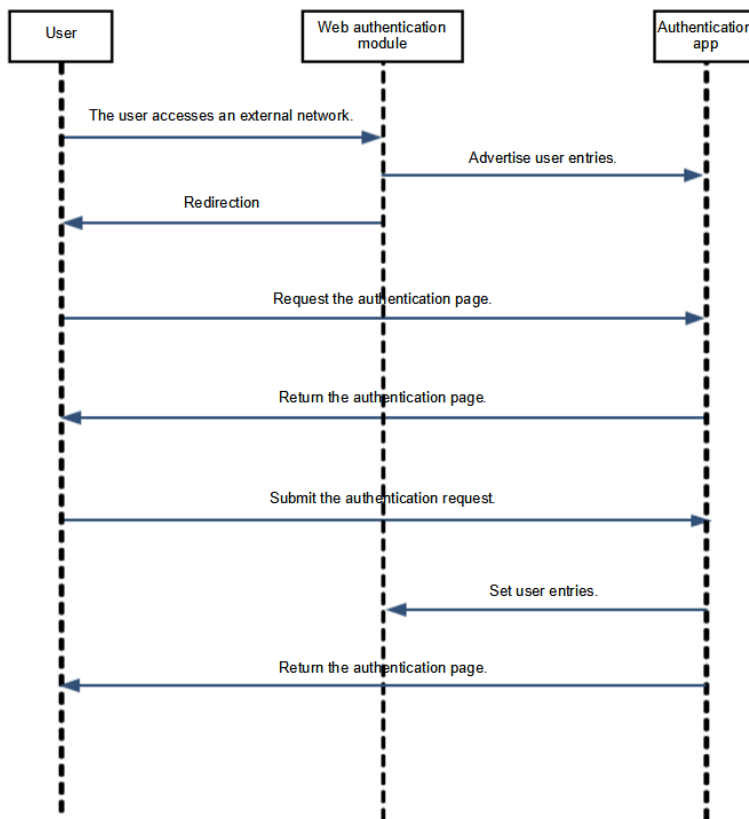 User
Web authentication
module
Authentication
app
The user accesses an external network.
Advertise user entries.
Redirection
Request the authentication page.
Return the authentication page.
Submit the authentication request.
Set user entries.
Return the authentication page.